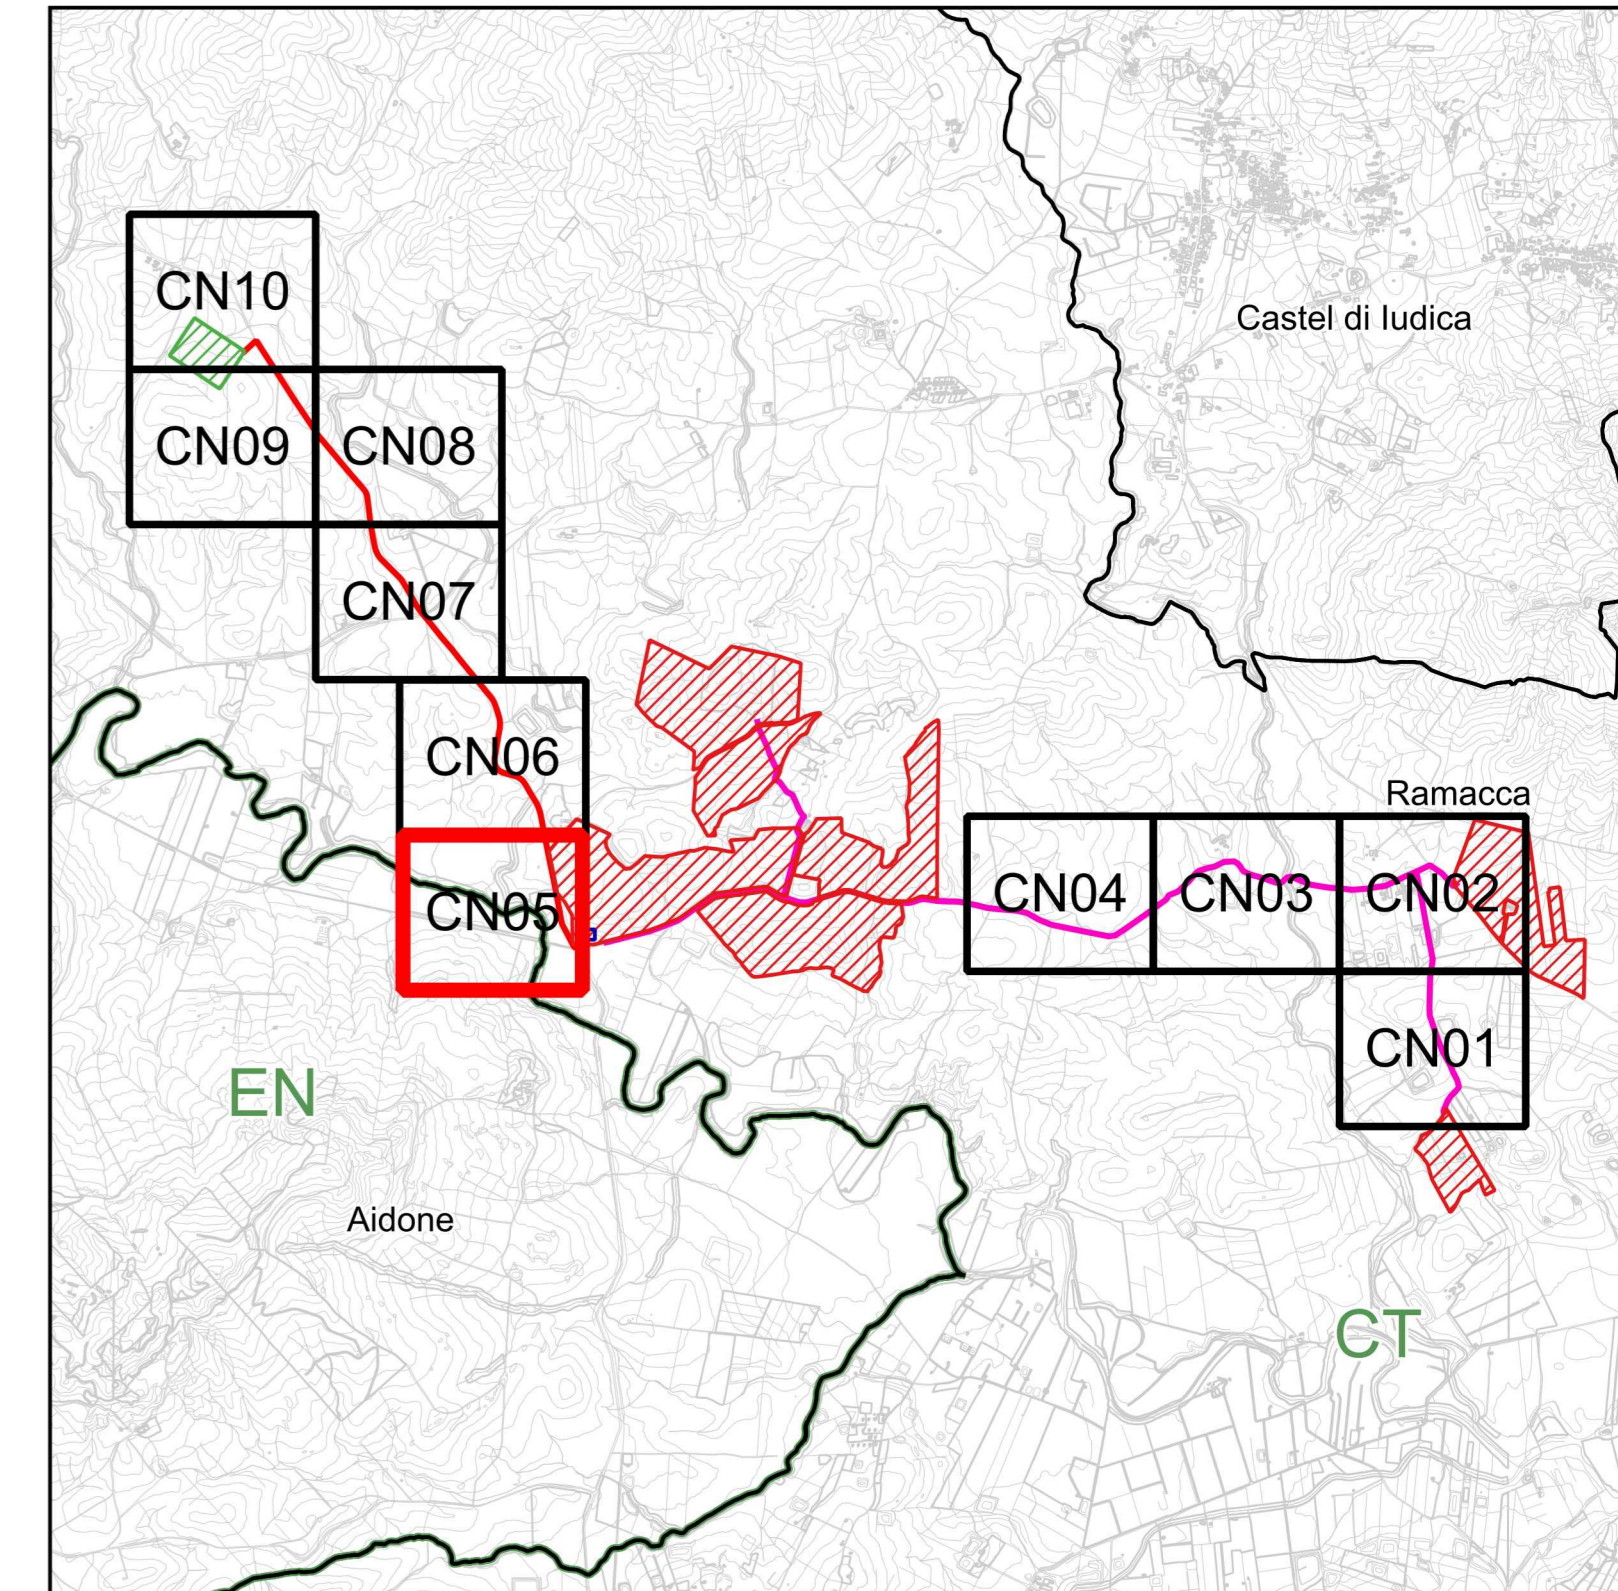 CN10
Castel di Iudica
CN09
CN08
CN07
CN06
Ramacca
CN04
CN03
CN02
CN05
CN01
EN
Aidone
CT